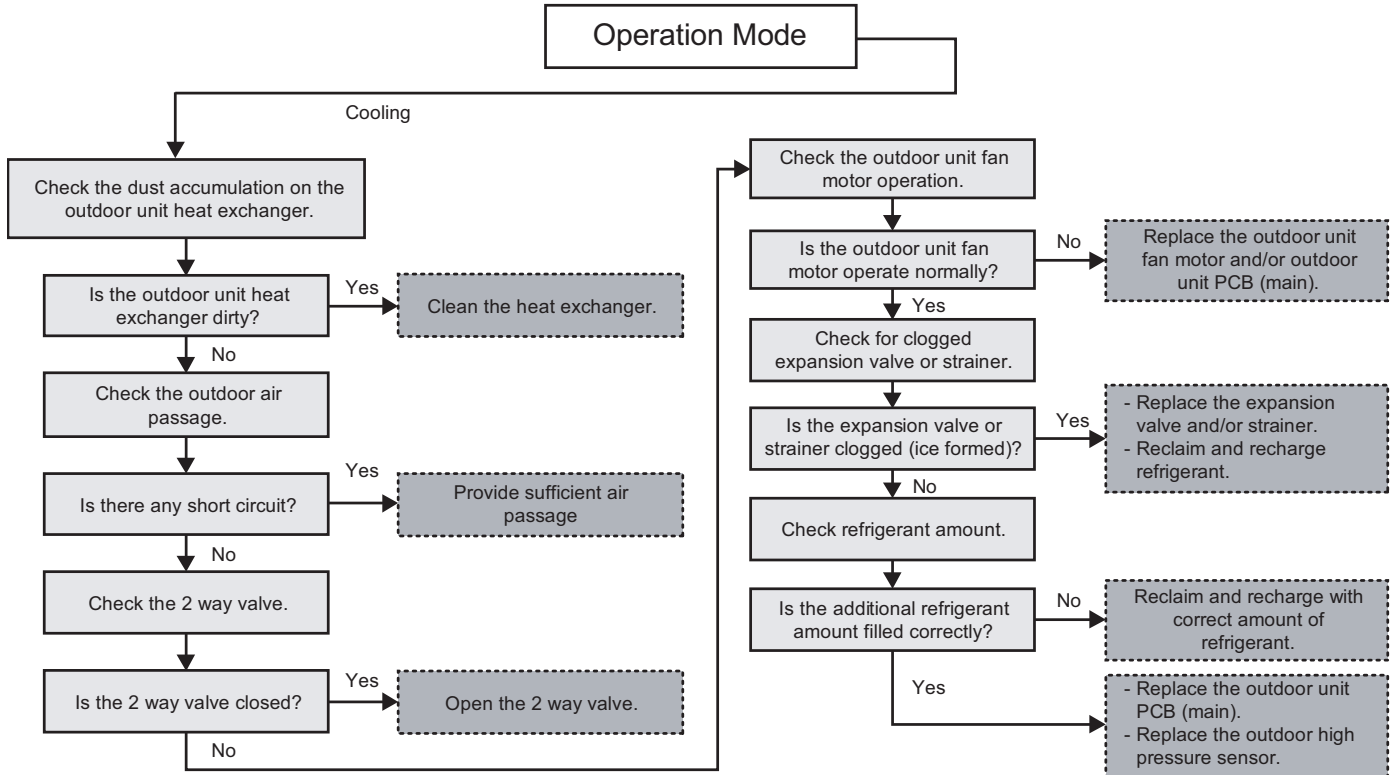 Operation Mode
Cooling
Check the dust accumulation on the
outdoor unit heat exchanger.
Is the outdoor unit heat
exchanger dirty?
Yes
Clean the heat exchanger.
No
Check the outdoor air
passage.
Is there any short circuit?
Yes
Provide sufficient air
passage
No
Check the 2 way valve.
Is the 2 way valve closed?
Yes
Open the 2 way valve.
No
Check the outdoor unit fan
motor operation.
Is the outdoor unit fan
motor operate normally?
No
Replace the outdoor unit
fan motor and/or outdoor
unit PCB (main).
Yes
Check for clogged
expansion valve or strainer.
Is the expansion valve or
strainer clogged (ice formed)?
Yes
- Replace the expansion
valve and/or strainer.
- Reclaim and recharge
refrigerant.
No
Check refrigerant amount.
Is the additional refrigerant
amount filled correctly?
No
Reclaim and recharge with
correct amount of
refrigerant.
Yes
- Replace the outdoor unit
PCB (main).
- Replace the outdoor high
pressure sensor.